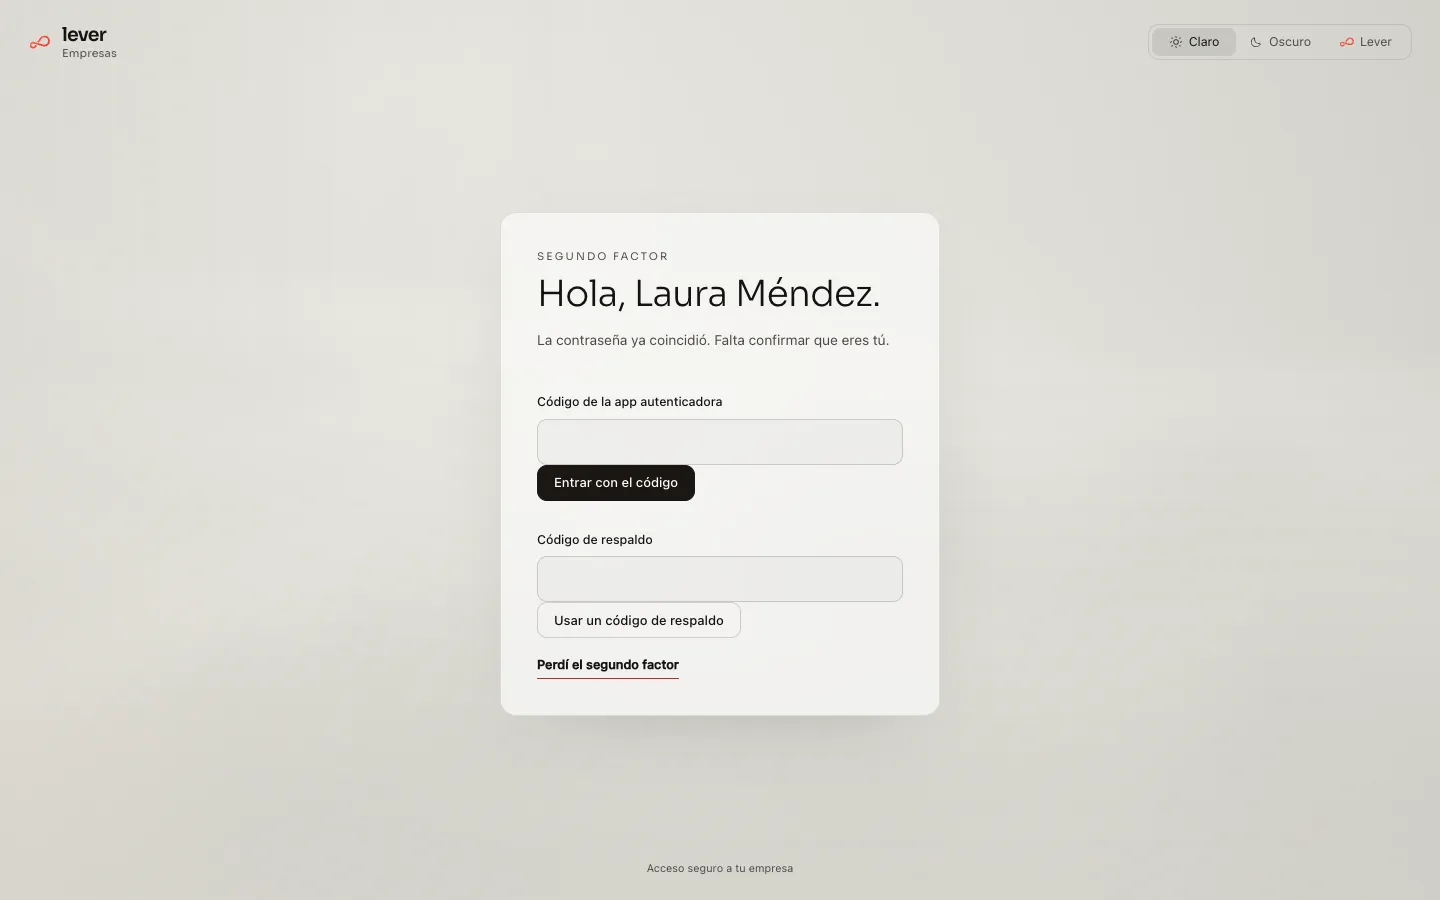 lever
Empresas
Claro
Oscuro
Lever
SEGUNDO FACTOR
Hola, Laura Méndez.
La contraseña ya coincidió. Falta confirmar que eres tú.
Código de la app autenticadora
Entrar con el código
Código de respaldo
Usar un código de respaldo
Perdí el segundo factor
Acceso seguro a tu empresa